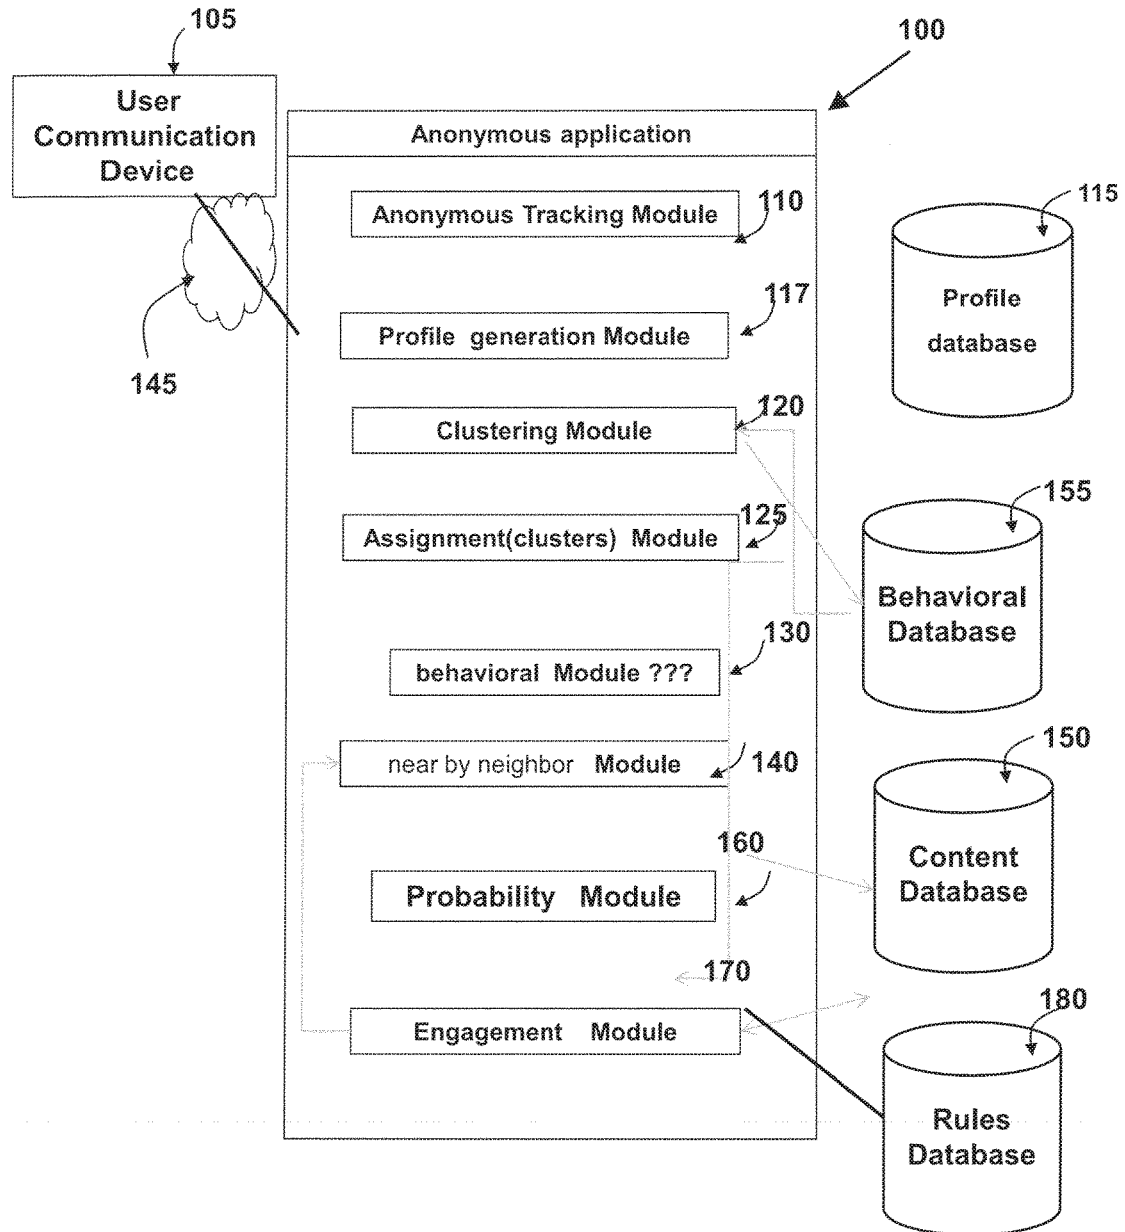 105
100
User
Communication
Device
Anonymous application
Anonymous Tracking Module
110
115
Profile
database
117
Profile generation Module
145
120
Clustering Module
155
125
Assignment(clusters) Module
Behavioral
Database
130
behavioral Module ???
150
near by neighbor Module
140
160
Content
Database
Probability Module
170
180
Engagement Module
Rules
Database